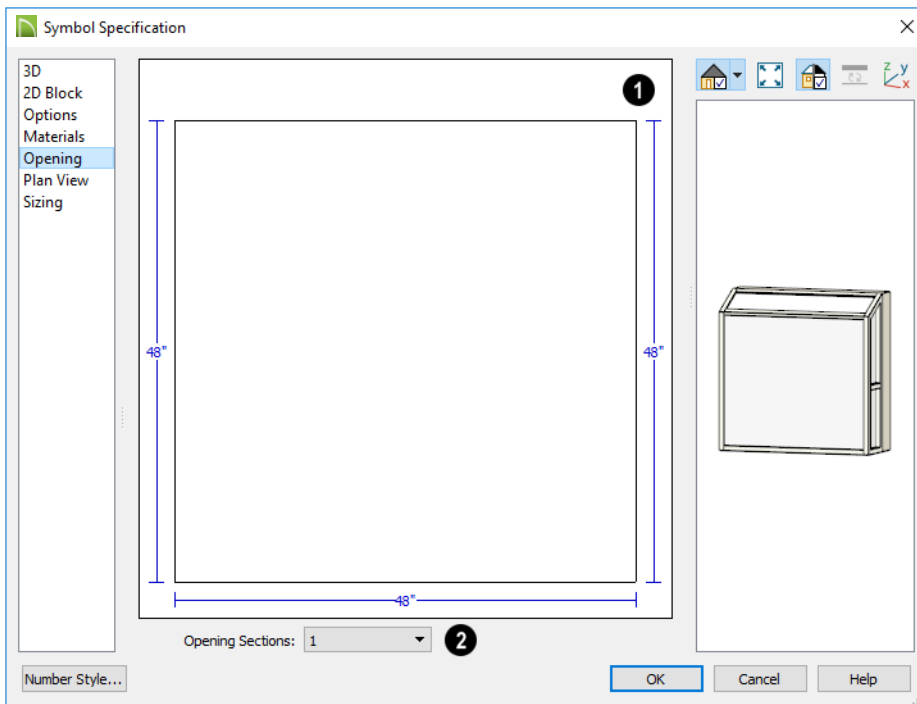 Symbol Specification
3D
2D Block
Options
Materials
Opening
Plan View
Sizing
1
48"
48"
48"
Opening Sections: 1
2
Z y
x
Number Style...
OK
Cancel
Help